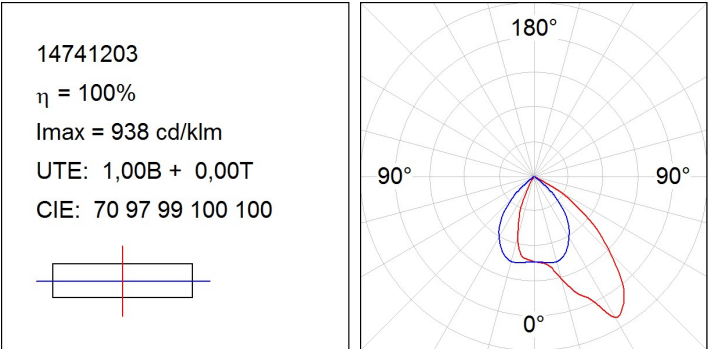 14741203
η = 100%
Imax = 938 cd/klm
UTE: 1,00B + 0,00T
CIE: 70 97 99 100 100
180°
90° 90°
0°